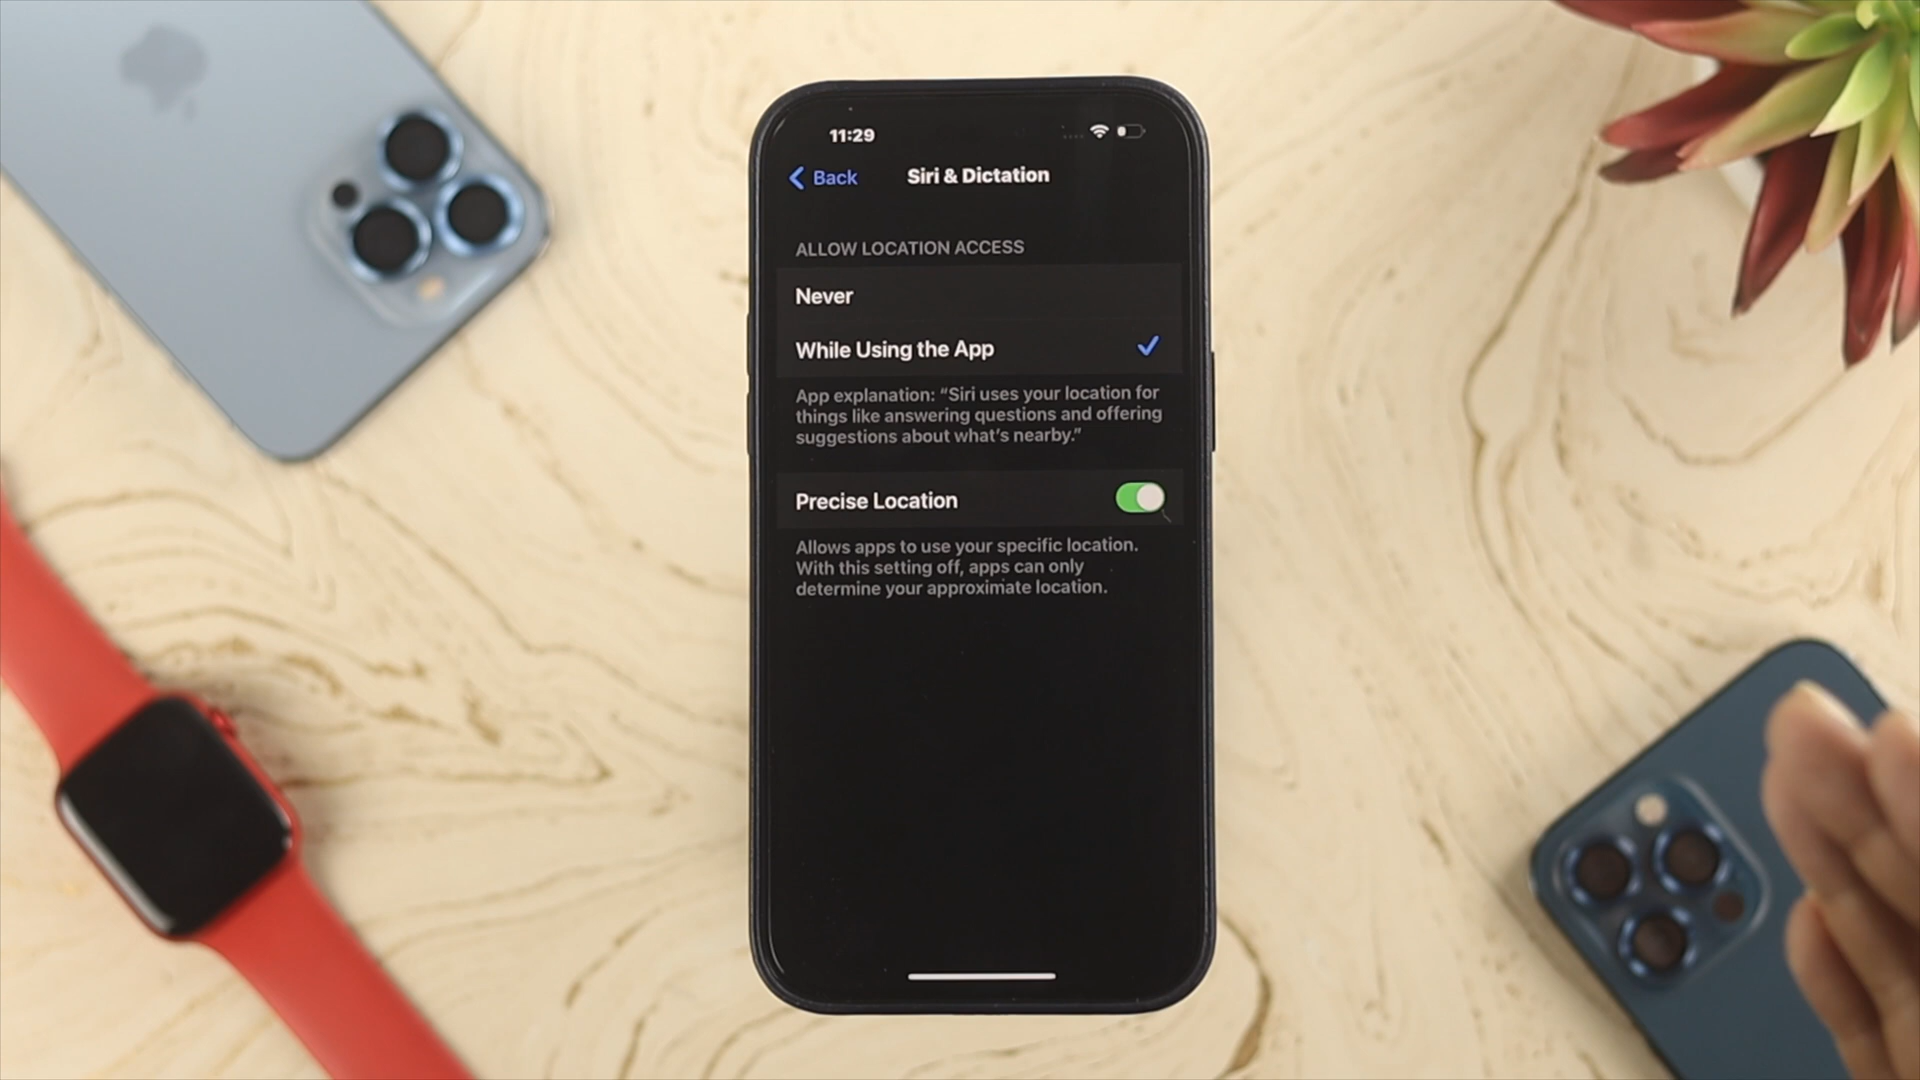 11:29
Back
Siri & Dictation
ALLOW LOCATION ACCESS
Never
While Using the App
App explanation: “Siri uses your location for
things like answering questions and offering
suggestions about what’s nearby.”
Precise Location
Allows apps to use your specific location.
With this setting off, apps can only
determine your approximate location.